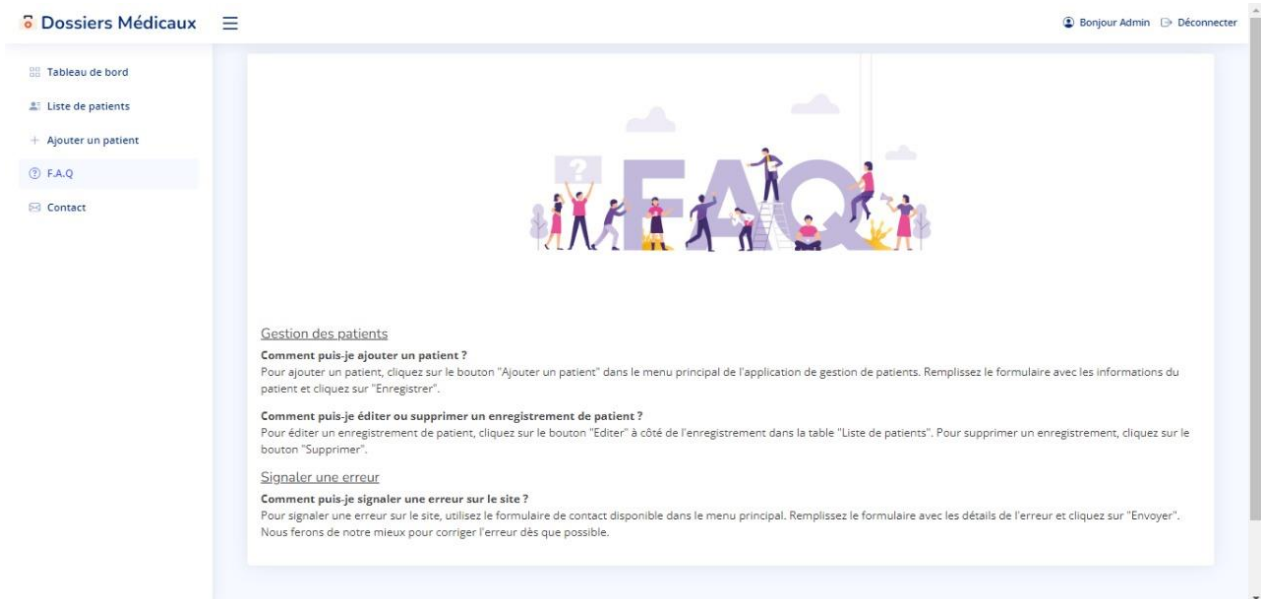 Dossiers Médicaux
Bonjour Admin
Déconnecter
Tableau de bord
Liste de patients
Ajouter un patient
F.A.Q
Contact
?
FAQ
Gestion des patients
Comment puis-je ajouter un patient ?
Pour ajouter un patient, cliquez sur le bouton "Ajouter un patient" dans le menu principal de l'application de gestion de patients. Remplissez le formulaire avec les informations du
patient et cliquez sur "Enregistrer".
Comment puis-je éditer ou supprimer un enregistrement de patient ?
Pour éditer un enregistrement de patient, cliquez sur le bouton "Editer" à côté de l'enregistrement dans la table "Liste de patients". Pour supprimer un enregistrement, cliquez sur le
bouton "Supprimer".
Signaler une erreur
Comment puis-je signaler une erreur sur le site ?
Pour signaler une erreur sur le site, utilisez le formulaire de contact disponible dans le menu principal. Remplissez le formulaire avec les détails de l'erreur et cliquez sur "Envoyer".
Nous ferons de notre mieux pour corriger l'erreur dès que possible.